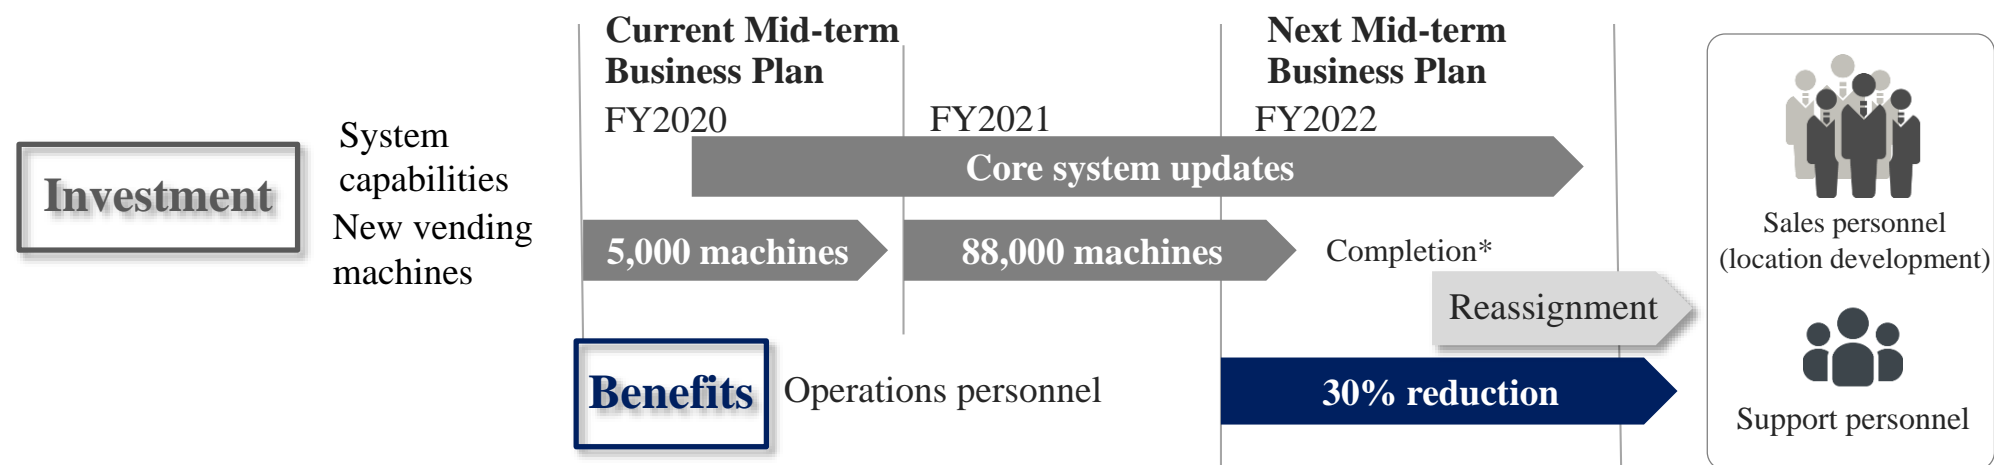 Current Mid-term
Business Plan
Next Mid-term
Business Plan
FY2020
FY2021
FY2022
Investment
System
capabilities
Core system updates
New vending
machines
5,000 machines
88,000 machines
Completion*
Reassignment
Benefits
Operations personnel
30% reduction
Sales personnel
(location development)
Support personnel